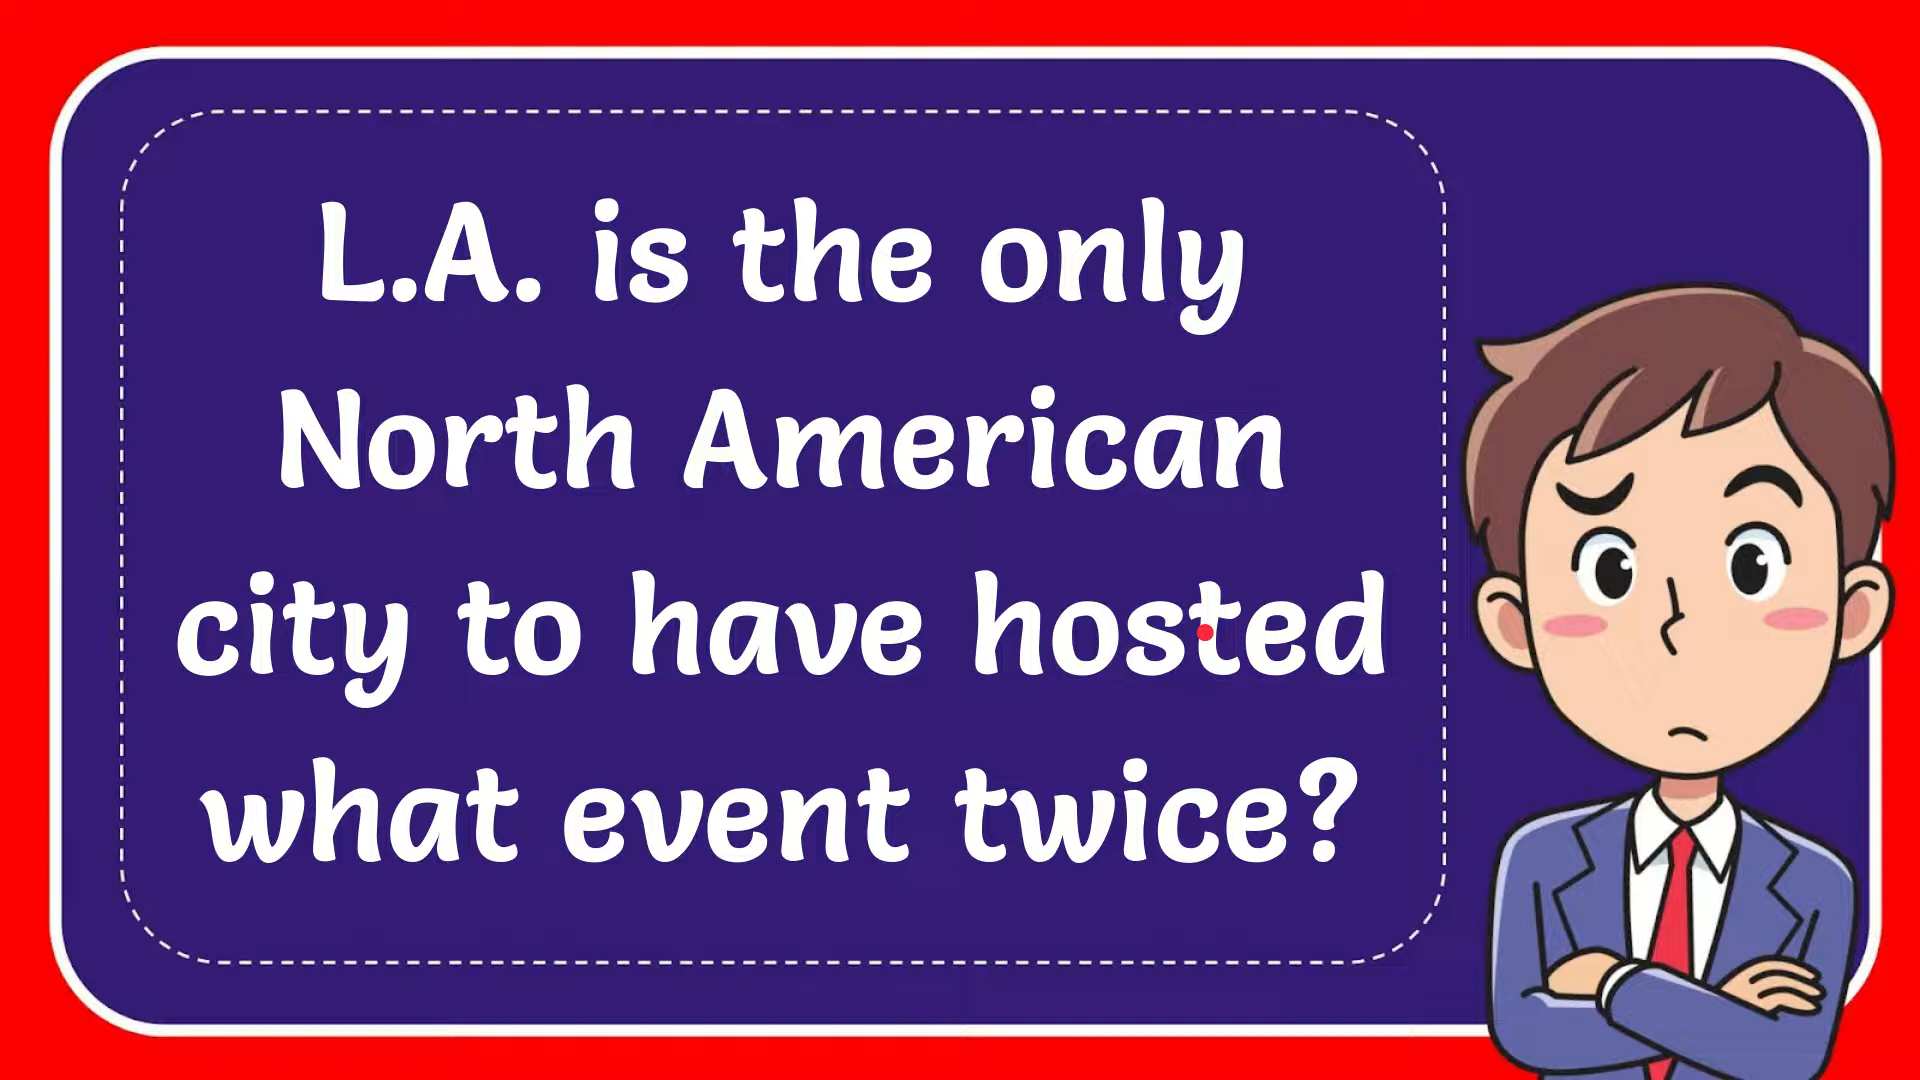 L.A. is the only
North American
city to have hosted
what event twice?